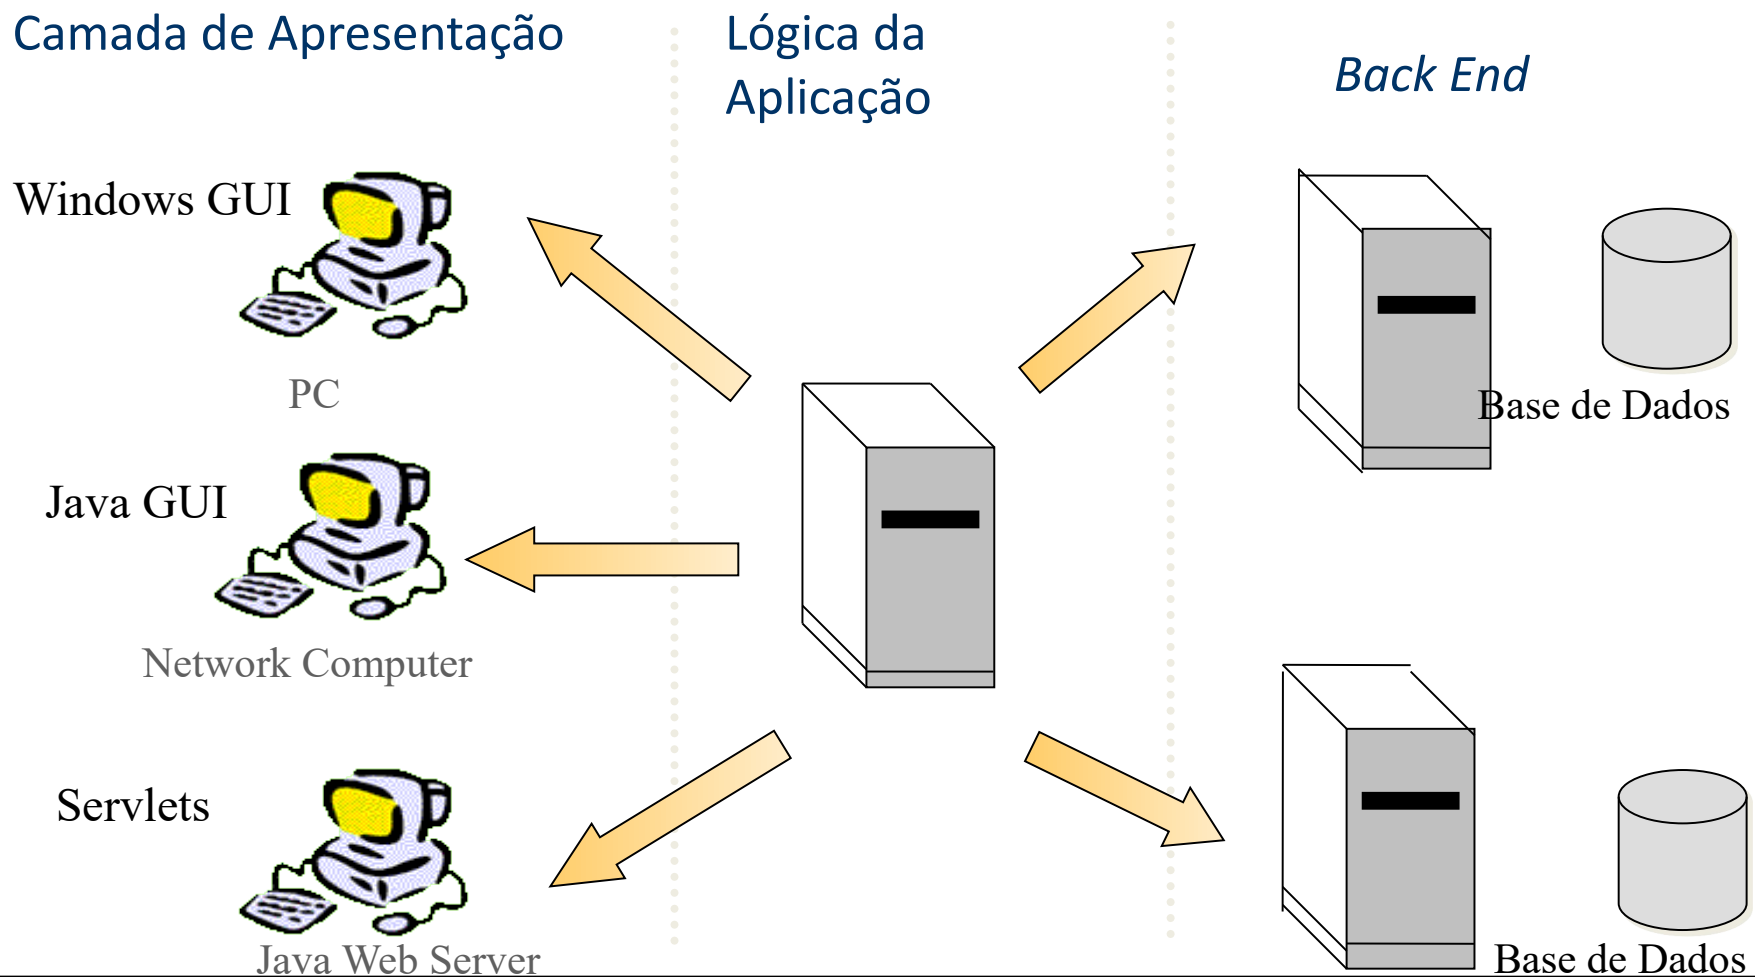 Camada de Apresentação
Lógica da
Aplicação
Back End
Windows GUI
PC
Java GUI
Network Computer
Servlets
Java Web Server
Base de Dados
Base de Dados